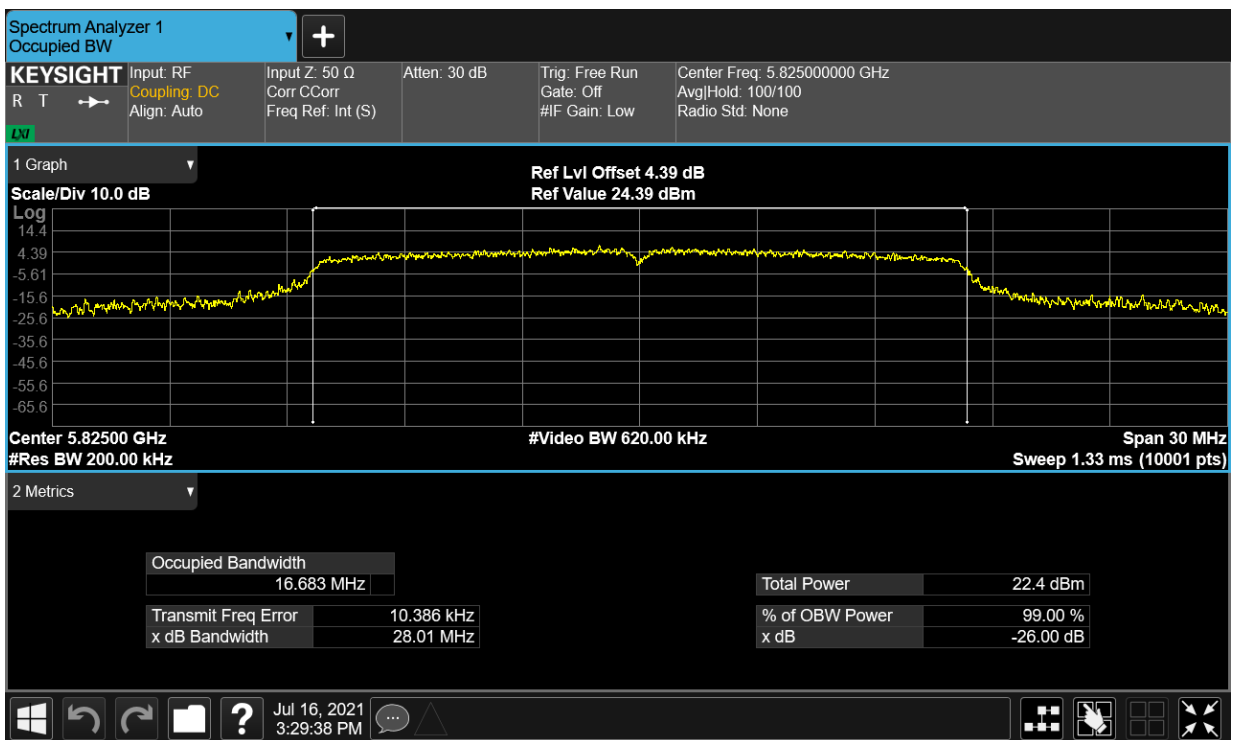 Spectrum Analyzer 1
Occupied BW
+
KEYSIGHT
R T
LXI
Input: RF
Coupling: DC
Align: Auto
Input Z: 50 Ω
Corr CCorr
Freq Ref: Int (S)
Atten: 30 dB
Trig: Free Run
Gate: Off
#IF Gain: Low
Center Freq: 5.825000000 GHz
Avg|Hold: 100/100
Radio Std: None
1 Graph
Ref Lvl Offset 4.39 dB
Scale/Div 10.0 dB
Ref Value 24.39 dBm
Log
14.4
4.39
-5.61
-15.6
-25.6
-35.6
-45.6
-55.6
-65.6
Center 5.82500 GHz
#Video BW 620.00 kHz
Span 30 MHz
#Res BW 200.00 kHz
Sweep 1.33 ms (10001 pts)
2 Metrics
Occupied Bandwidth
16.683 MHz
Total Power 22.4 dBm
Transmit Freq Error 10.386 kHz
% of OBW Power 99.00 %
x dB Bandwidth 28.01 MHz
x dB -26.00 dB
?
Jul 16, 2021
3:29:38 PM